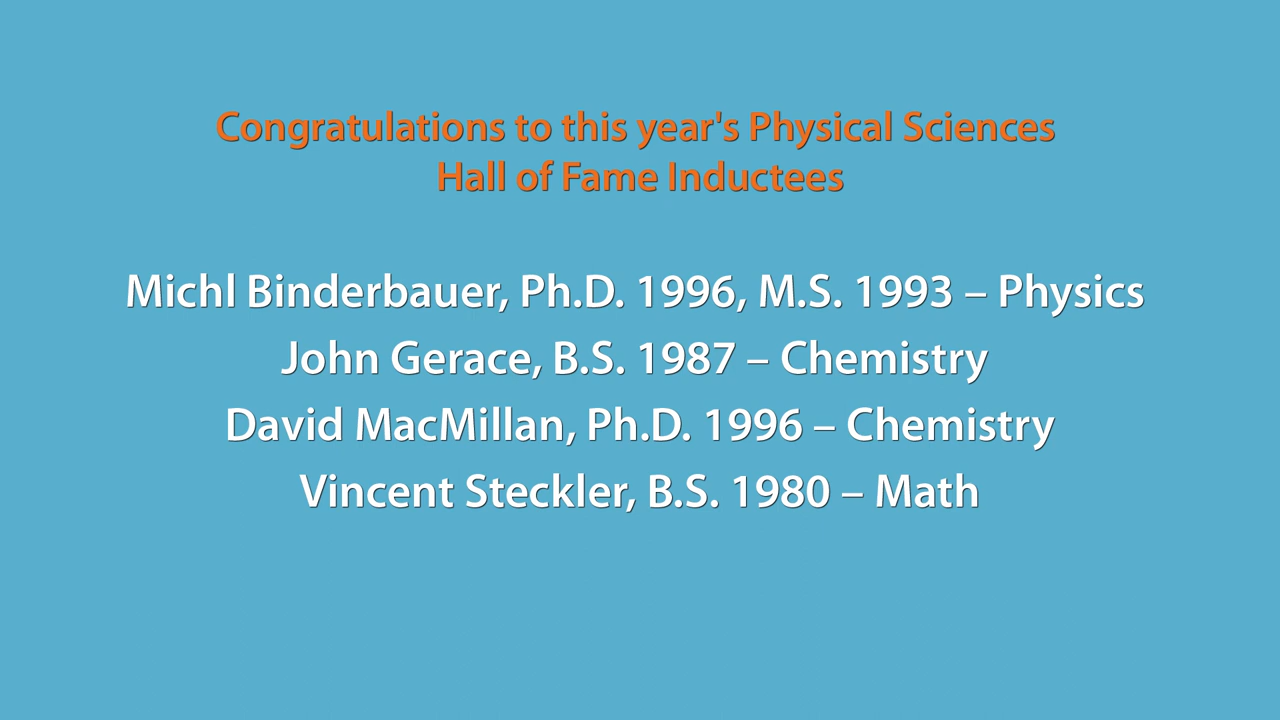 Congratulations to this year's Physical Sciences
Hall of Fame Inductees
Michl Binderbauer, Ph.D. 1996, M.S. 1993 – Physics
John Gerace, B.S. 1987 – Chemistry
David MacMillan, Ph.D. 1996 – Chemistry
Vincent Steckler, B.S. 1980 – Math